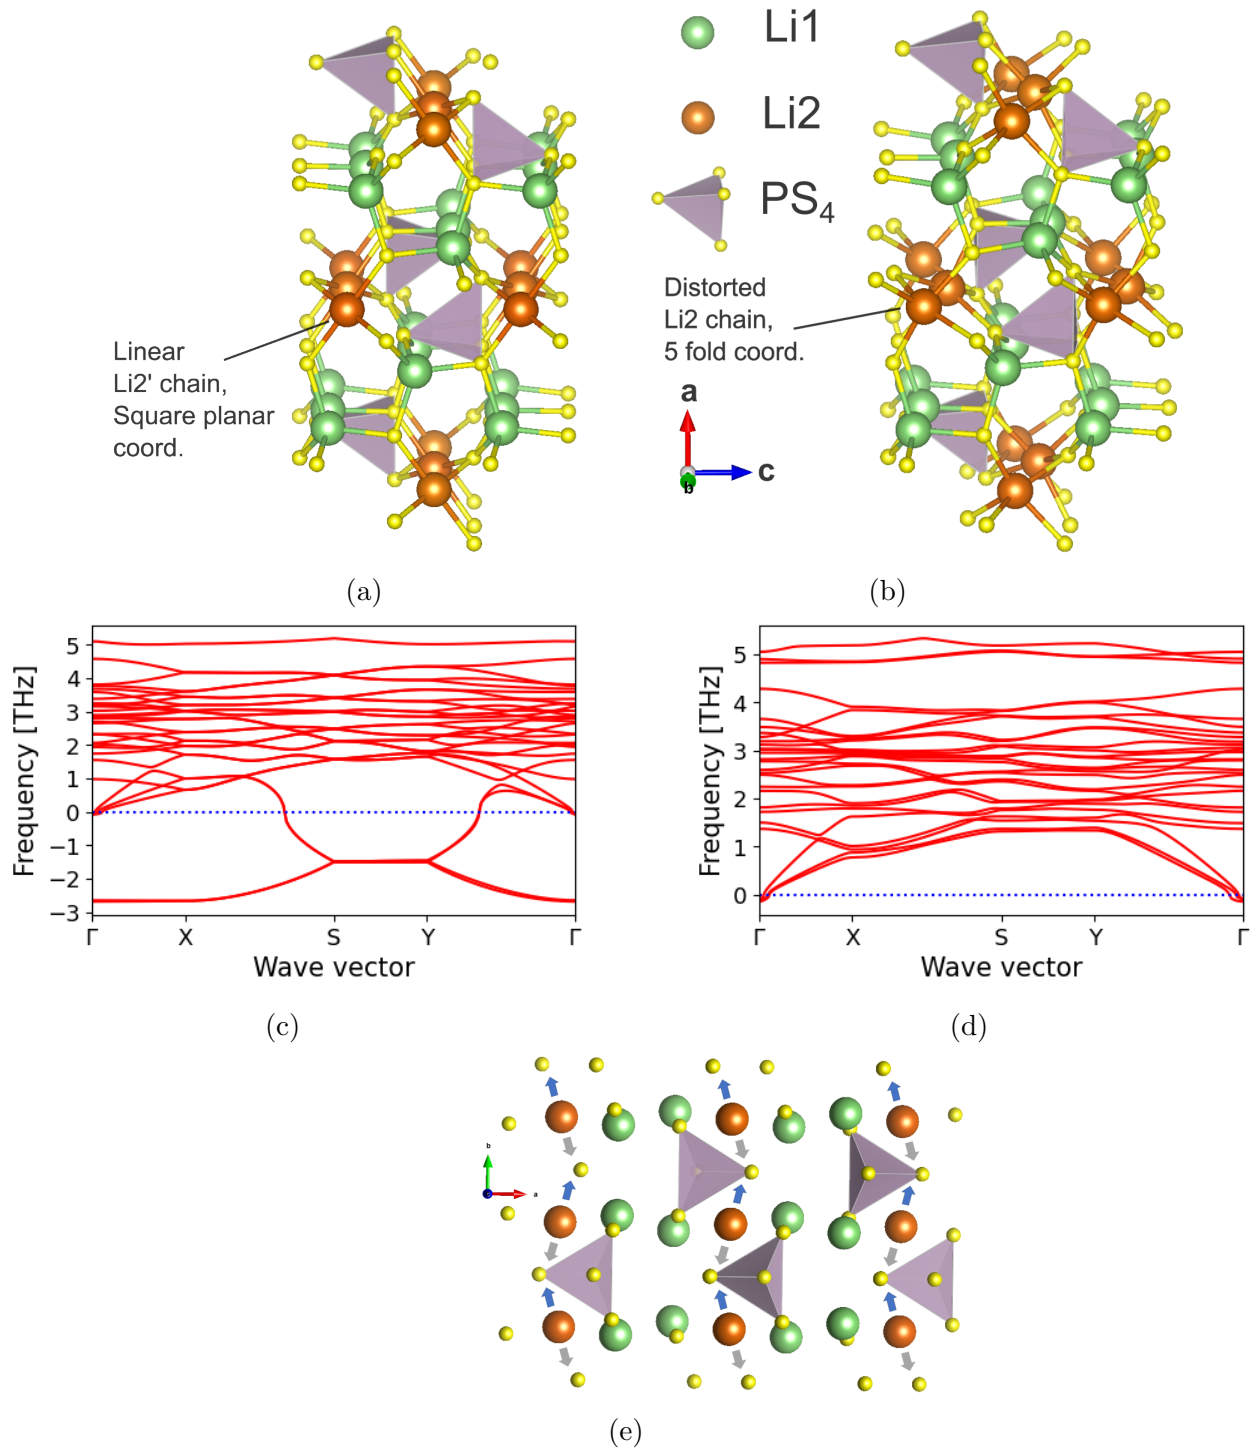 Li1
Li2
PS4
Linear
Li2' chain,
Square planar
coord.
Distorted
Li2 chain,
5 fold coord.
a
c
b
(a)
(b)
Frequency [THz]
5
4
3
2
1
0
−1
−2
−3
Γ
X
S
Y
Γ
Wave vector
Frequency [THz]
5
4
3
2
1
0
Γ
X
S
Y
Γ
Wave vector
(c)
(d)
b
a
(e)